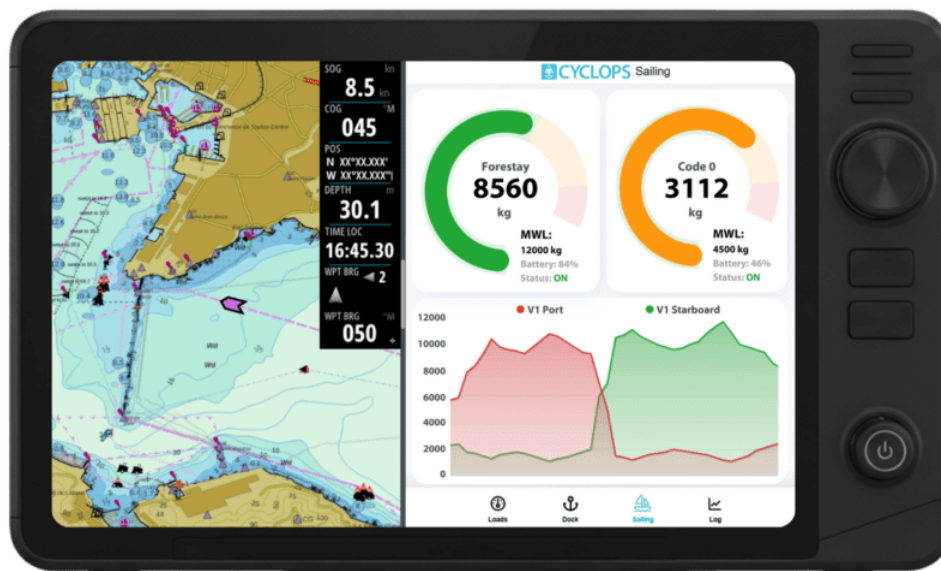 SOG kn
8.5 kn
COG °M
045
POS
N XX°XX.XXX'
W XX°XX.XXX'|
DEPTH m
30.1
TIME LOC
16:45.30
WPT BRG
2
WPT BRG °M
050
CYCLOPS Sailing
Forestay
8560
kg
MWL:
12000 kg
Battery: 84%
Status: ON
Code 0
3112
kg
MWL:
4500 kg
Battery: 46%
Status: ON
V1 Port V1 Starboard
12000
10000
8000
6000
4000
2000
0
Loads Dock Sailing Log